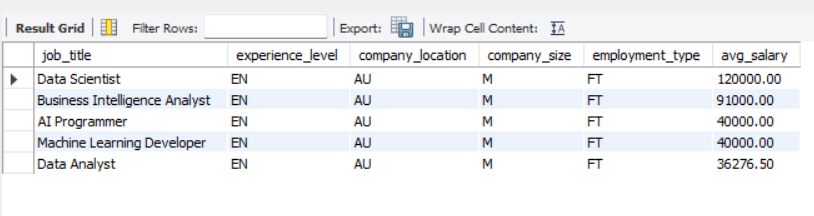 Result Grid Filter Rows: Export: Wrap Cell Content: IA
job_title experience_level company_location company_size employment_type avg_salary
Data Scientist EN AU M FT 120000.00
Business Intelligence Analyst EN AU M FT 91000.00
AI Programmer EN AU M FT 40000.00
Machine Learning Developer EN AU M FT 40000.00
Data Analyst EN AU M FT 36276.50